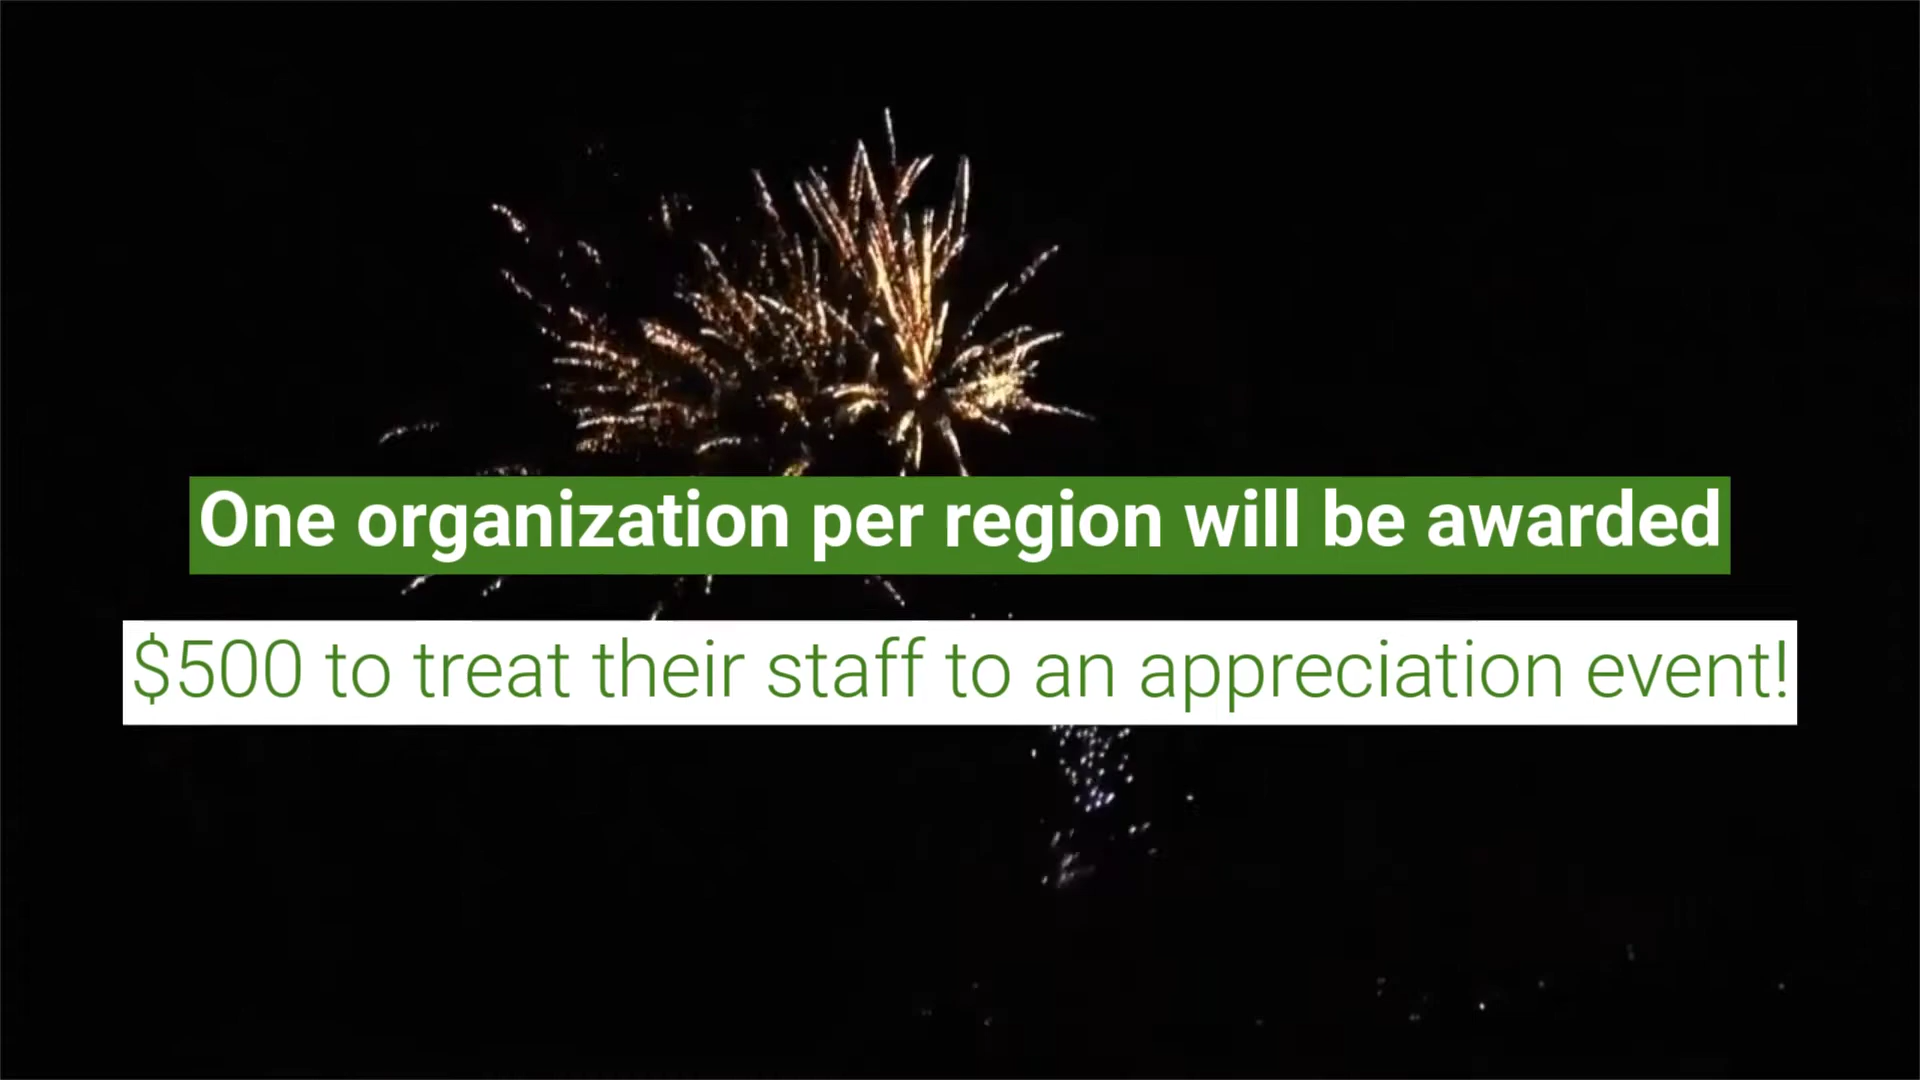 One organization per region will be awarded
$500 to treat their staff to an appreciation event!